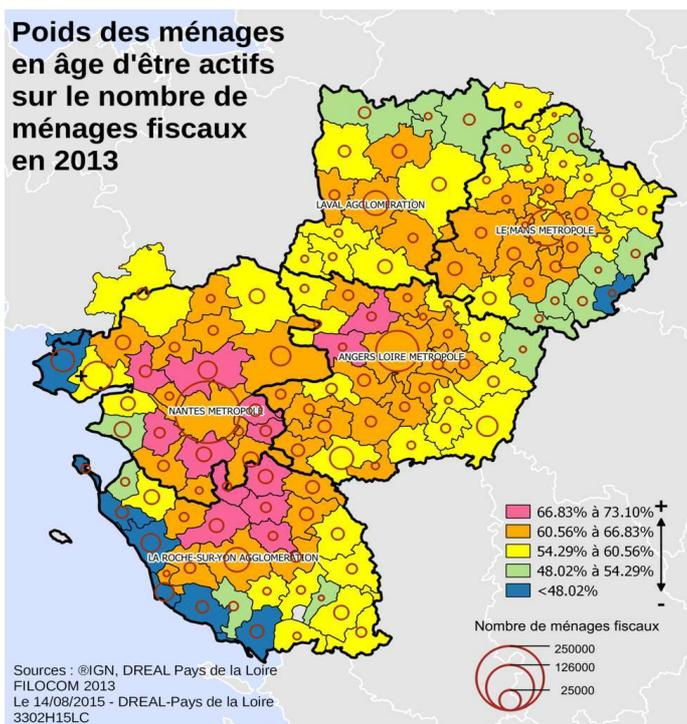 Poids des ménages
en âge d'être actifs
sur le nombre de
ménages fiscaux
en 2013
LAVAL AGGLOMERATION
LE MANS METROPOLE
ANGERS LOIRE METROPOLE
NANTES METROPOLE
LA ROCHE-SUR-YON AGGLOMERATION
66.83% à 73.10%
60.56% à 66.83%
54.29% à 60.56%
48.02% à 54.29%
<48.02%
+
-
Nombre de ménages fiscaux
250000
126000
25000
Sources : ®IGN, DREAL Pays de la Loire
FILOCOM 2013
Le 14/08/2015 - DREAL-Pays de la Loire
3302H15LC